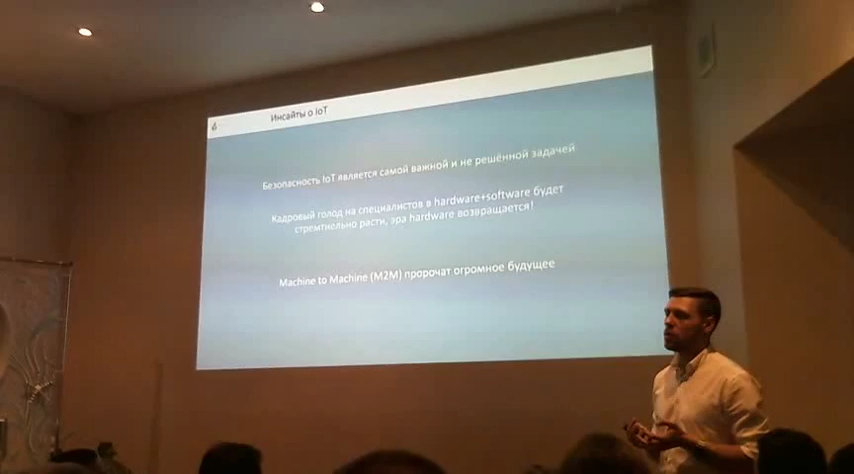 Инсайты о IoT
Безопасность IoT является самой важной и не решённой задачей
Кадровый голод на специалистов в hardware+software будет
стремтиельно расти, эра hardware возвращается!
Machine to Machine (M2M) пророчат огромное будущее